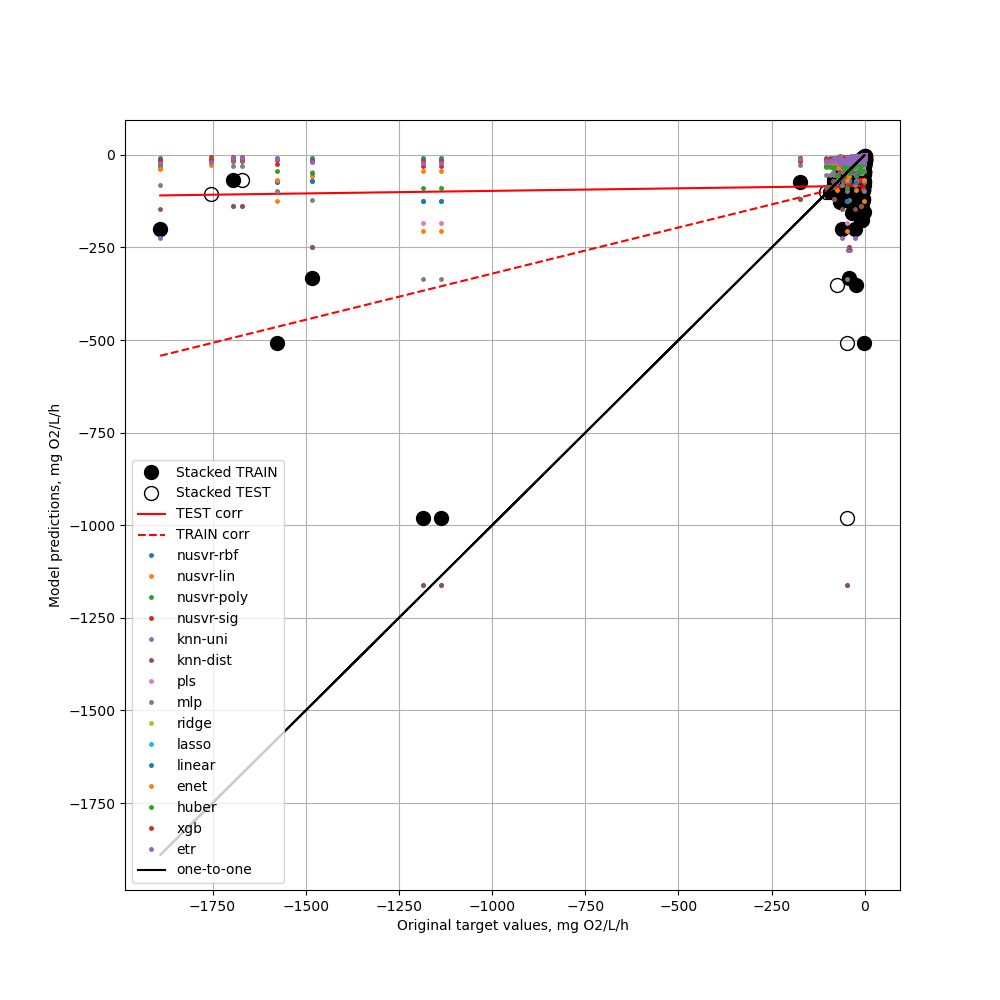 0
−250
−500
−750
−1000
−1250
−1500
−1750
Model predictions, mg O2/L/h
Stacked TRAIN
Stacked TEST
TEST corr
TRAIN corr
nusvr-rbf
nusvr-lin
nusvr-poly
nusvr-sig
knn-uni
knn-dist
pls
mlp
ridge
lasso
linear
enet
huber
xgb
etr
one-to-one
−1750 −1500 −1250 −1000 −750 −500 −250 0
Original target values, mg O2/L/h